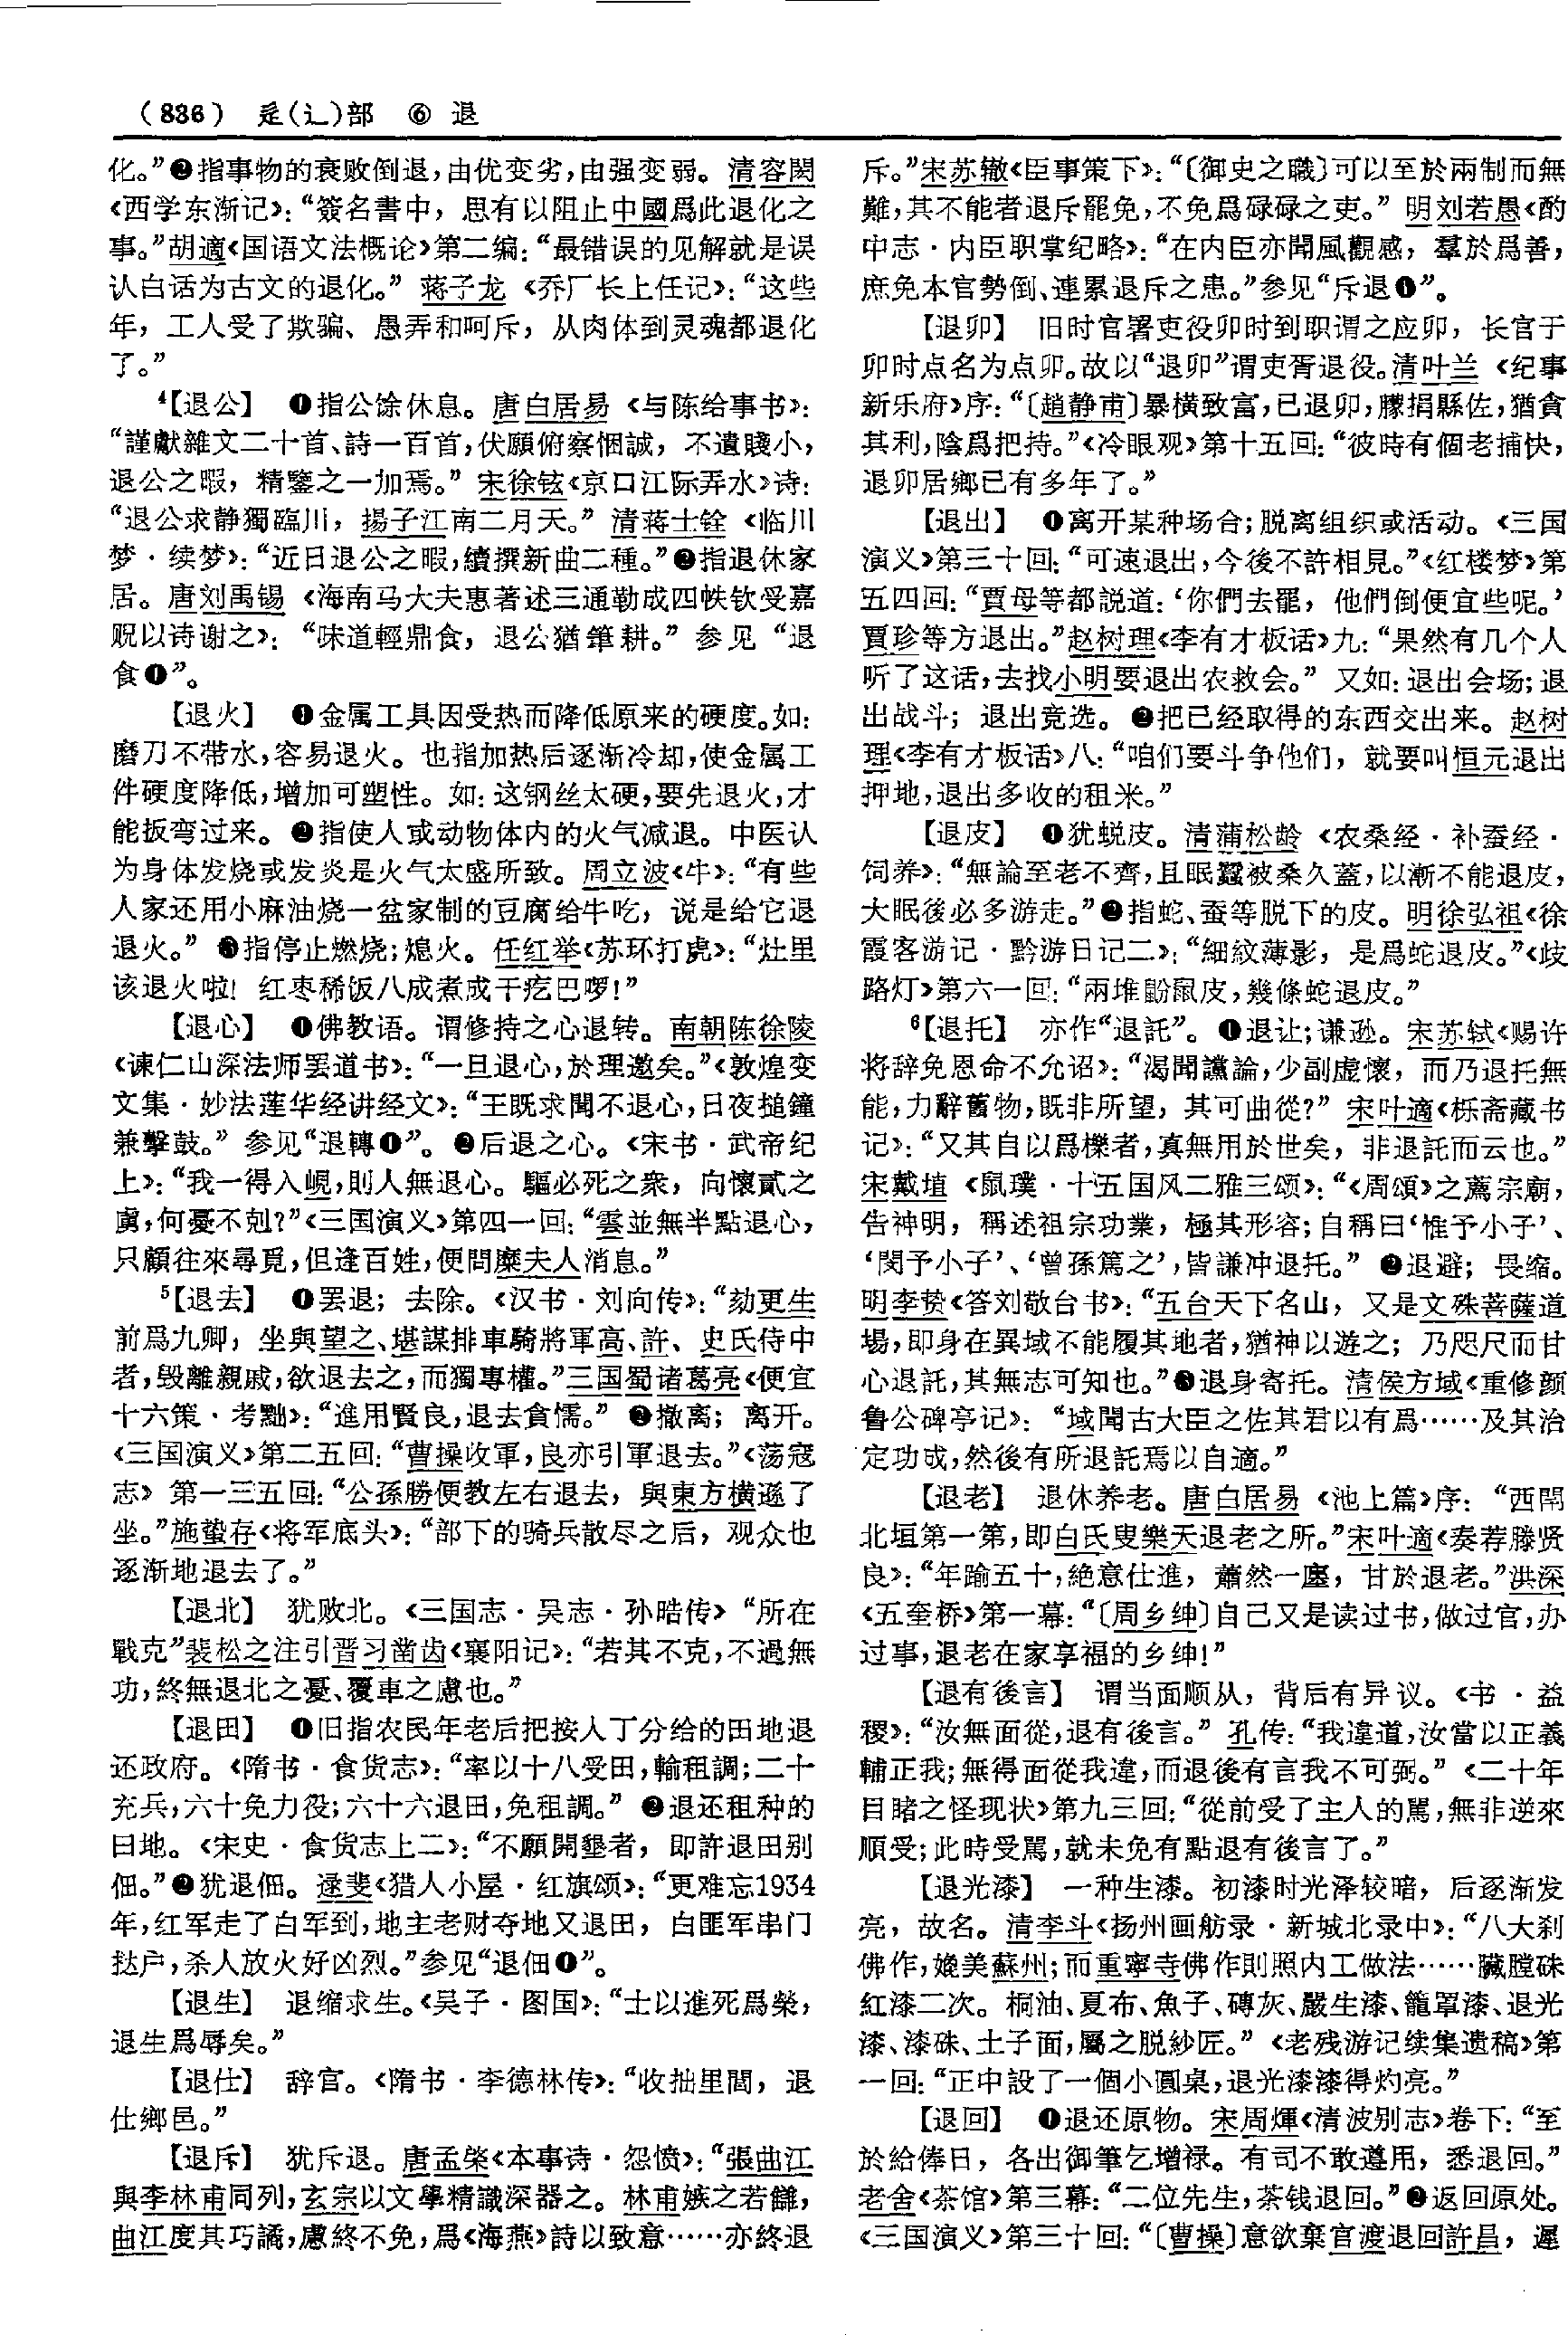 （836） 辵(辶)部 ⑥ 退
化。”❷指事物的衰败倒退，由优变劣，由强变弱。 清容闳
《西学东渐记》：“簽名書中，思有以阻止中國爲此退化之
事。”胡適《国语文法概论》第二编：“最错误的见解就是误
认白话为古文的退化。” 蒋子龙《乔厂长上任记》：“这些
年，工人受了欺骗、愚弄和呵斥，从肉体到灵魂都退化
了。”
4【退公】 ❶指公馀休息。唐白居易《与陈给事书》：
“謹獻雜文二十首、詩一百首，伏願俯察悃誠，不遺賤小，
退公之暇，精鑒之一加焉。” 宋徐铉《京口江际弄水》诗：
“退公求静獨臨川，揚子江南二月天。” 清蒋士铨《临川
梦·续梦》：“近日退公之暇，續撰新曲二種。”❷指退休家
居。唐刘禹锡《海南马大夫惠著述三通勒成四帙钦受嘉
贶以诗谢之》：“味道輕鼎食，退公猶筆耕。”参见“退
食❶”。
【退火】 ❶金属工具因受热而降低原来的硬度。如：
磨刀不带水，容易退火。也指加热后逐渐冷却，使金属工
件硬度降低，增加可塑性。如：这钢丝太硬，要先退火，才
能扳弯过来。❷指使人或动物体内的火气减退。中医认
为身体发烧或发炎是火气太盛所致。周立波《牛》：“有些
人家还用小麻油烧一盆家制的豆腐给牛吃，说是给它退
退火。” ❸指停止燃烧；熄火。任红举《苏环打虎》：“灶里
该退火啦！红枣稀饭八成煮成干疙巴啰！”
【退心】 ❶佛教语。谓修持之心退转。南朝陈徐陵
《谏仁山深法师罢道书》：“一旦退心，於理邈矣。”《敦煌变
文集·妙法莲华经讲经文》：“王既求聞不退心，日夜搥鐘
兼擊鼓。”参见“退轉❶”。❷后退之心。《宋书·武帝纪
上》：“我一得入峴，則人無退心。驅必死之衆，向懷貳之
虜，何憂不剋？”《三国演义》第四一回：“雲並無半點退心，
只顧往來尋覓，但逢百姓，便問糜夫人消息。”
5【退去】 ❶罢退；去除。《汉书·刘向传》：“劾更生
前爲九卿，坐與望之、堪謀排車騎將軍高、許、史氏侍中
者，毁離親戚，欲退去之，而獨專權。”三国蜀诸葛亮《便宜
十六策·考黜》：“進用賢良，退去貪懦。” ❷撤离；离开。
《三国演义》第二五回：“曹操收軍，良亦引軍退去。”《荡寇
志》第一三五回：“公孫勝便教左右退去，與東方横遜了
坐。”施蛰存《将军底头》：“部下的骑兵散尽之后，观众也
逐渐地退去了。”
【退北】 犹败北。《三国志·吴志·孙晧传》“所在
戰克”裴松之注引晋习凿齿《襄阳记》：“若其不克，不過無
功，終無退北之憂、覆車之慮也。”
【退田】 ❶旧指农民年老后把按人丁分给的田地退
还政府。《隋书·食货志》：“率以十八受田，輸租調；二十
充兵，六十免力役；六十六退田，免租調。” ❷退还租种的
田地。《宋史·食货志上二》：“不願開墾者，即許退田别
佃。”❷犹退佃。逯斐《猎人小屋·红旗颂》：“更难忘1934
年，红军走了白军到，地主老财夺地又退田，白匪军串门
挞户，杀人放火好凶烈。”参见“退佃❶”。
【退生】 退缩求生。《吴子·图国》：“士以進死爲榮，
退生爲辱矣。”
【退仕】 辞官。《隋书·李德林传》：“收拙里閭，退
仕鄉邑。”
【退斥】 犹斥退。唐孟棨《本事诗·怨愤》：“張曲江
與李林甫同列，玄宗以文學精識深器之。林甫嫉之若讎，
曲江度其巧譎，慮終不免，爲《海燕》詩以致意……亦終退
斥。”宋苏辙《臣事策下》：“〔御史之職〕可以至於兩制而無
難，其不能者退斥罷免，不免爲碌碌之吏。” 明刘若愚《酌
中志·内臣职掌纪略》：“在内臣亦聞風觀感，羣於爲善，
庶免本官勢倒、連累退斥之患。”参见“斥退❶”。
【退卯】 旧时官署吏役卯时到职谓之应卯，长官于
卯时点名为点卯。故以“退卯”谓吏胥退役。清叶兰《纪事
新乐府》序：“〔趙静甫〕暴横致富，已退卯，朦捐縣佐，猶貪
其利，陰爲把持。”《冷眼观》第十五回：“彼時有個老捕快，
退卯居鄉已有多年了。”
【退出】 ❶离开某种场合；脱离组织或活动。《三国
演义》第三十回：“可速退出，今後不許相見。”《红楼梦》第
五四回：“賈母等都説道：‘你們去罷，他們倒便宜些呢。’
賈珍等方退出。”赵树理《李有才板话》九：“果然有几个人
听了这话，去找小明要退出农救会。”又如：退出会场；退
出战斗；退出竞选。❷把已经取得的东西交出来。赵树
理《李有才板话》八：“咱们要斗争他们，就要叫恒元退出
押地，退出多收的租米。”
【退皮】 ❶犹蜕皮。清蒲松龄《农桑经·补蚕经·
饲养》：“無論至老不齊，且眠蠶被桑久蓋，以漸不能退皮，
大眠後必多游走。”❷指蛇、蚕等脱下的皮。明徐弘祖《徐
霞客游记·黔游日记二》：“細紋薄影，是爲蛇退皮。”《歧
路灯》第六一回：“兩堆鼢鼠皮，幾條蛇退皮。”
6【退托】 亦作“退託”。❶退让；谦逊。宋苏轼《赐许
将辞免恩命不允诏》：“渴聞讜論，少副虚懷，而乃退托無
能，力辭舊物，既非所望，其可曲從？” 宋叶適《栎斋藏书
记》：“又其自以爲櫟者，真無用於世矣，非退託而云也。”
宋戴埴《鼠璞·十五国风二雅三颂》：“《周頌》之薦宗廟，
告神明，稱述祖宗功業，極其形容；自稱曰‘惟予小子’、
‘閔予小子’、‘曾孫篤之’，皆謙冲退托。” ❷退避；畏缩。
明李贽《答刘敬台书》：“五台天下名山，又是文殊菩薩道
場，即身在異域不能履其地者，猶神以遊之；乃咫尺而甘
心退託，其無志可知也。”❸退身寄托。清侯方域《重修颜
鲁公碑亭记》：“域聞古大臣之佐其君以有爲……及其治
定功成，然後有所退託焉以自適。”
【退老】 退休养老。唐白居易《池上篇》序：“西閈
北垣第一第，即白氏叟樂天退老之所。”宋叶適《奏荐滕贤
良》：“年踰五十，絶意仕進，蕭然一廛，甘於退老。”洪深
《五奎桥》第一幕：“〔周乡绅〕自己又是读过书，做过官，办
过事，退老在家享福的乡绅！”
【退有後言】 谓当面顺从，背后有异议。《书·益
稷》：“汝無面從，退有後言。” 孔传：“我違道，汝當以正義
輔正我；無得面從我違，而退後有言我不可弼。”《二十年
目睹之怪现状》第九三回：“從前受了主人的駡，無非逆來
順受；此時受駡，就未免有點退有後言了。”
【退光漆】 一种生漆。初漆时光泽较暗，后逐渐发
亮，故名。清李斗《扬州画舫录·新城北录中》：“八大刹
佛作，媲美蘇州；而重寧寺佛作則照内工做法……臟膛硃
紅漆二次。桐油、夏布、魚子、磚灰、嚴生漆、籠罩漆、退光
漆、漆硃、土子面，屬之脱紗匠。”《老残游记续集遗稿》第
一回：“正中設了一個小圓桌，退光漆漆得灼亮。”
【退回】 ❶退还原物。宋周煇《清波别志》卷下：“至
於給俸日，各出御筆乞增禄。有司不敢遵用，悉退回。”
老舍《茶馆》第三幕：“二位先生，茶钱退回。”❷返回原处。
《三国演义》第三十回：“〔曹操〕意欲棄官渡退回許昌，遲